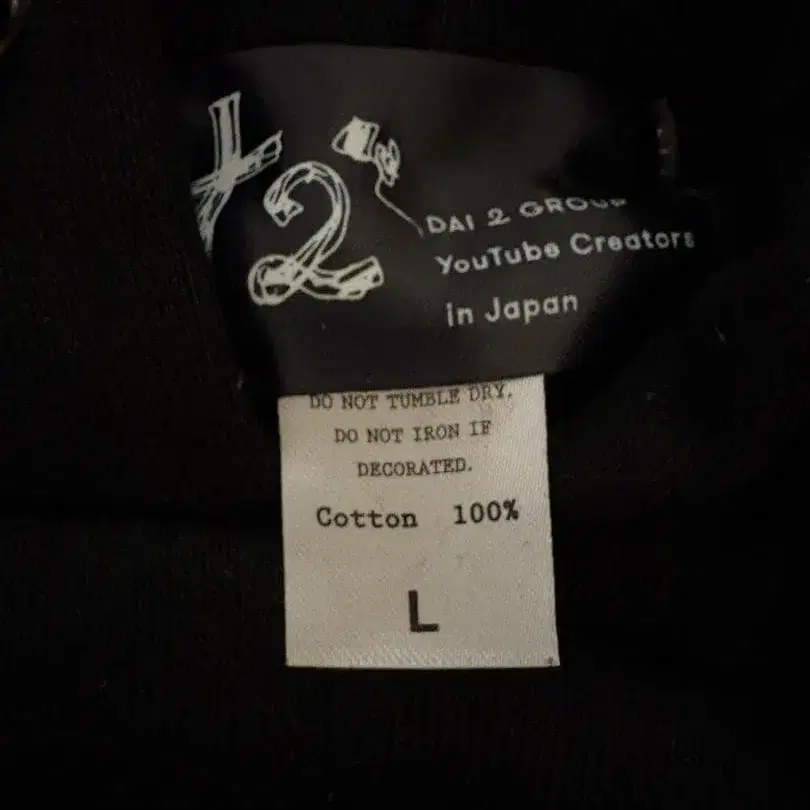 大2
DAI 2 GROUP
YouTube Creators
in Japan
DO NOT TUMBLE DRY.
DO NOT IRON IF
DECORATED.
Cotton 100%
L